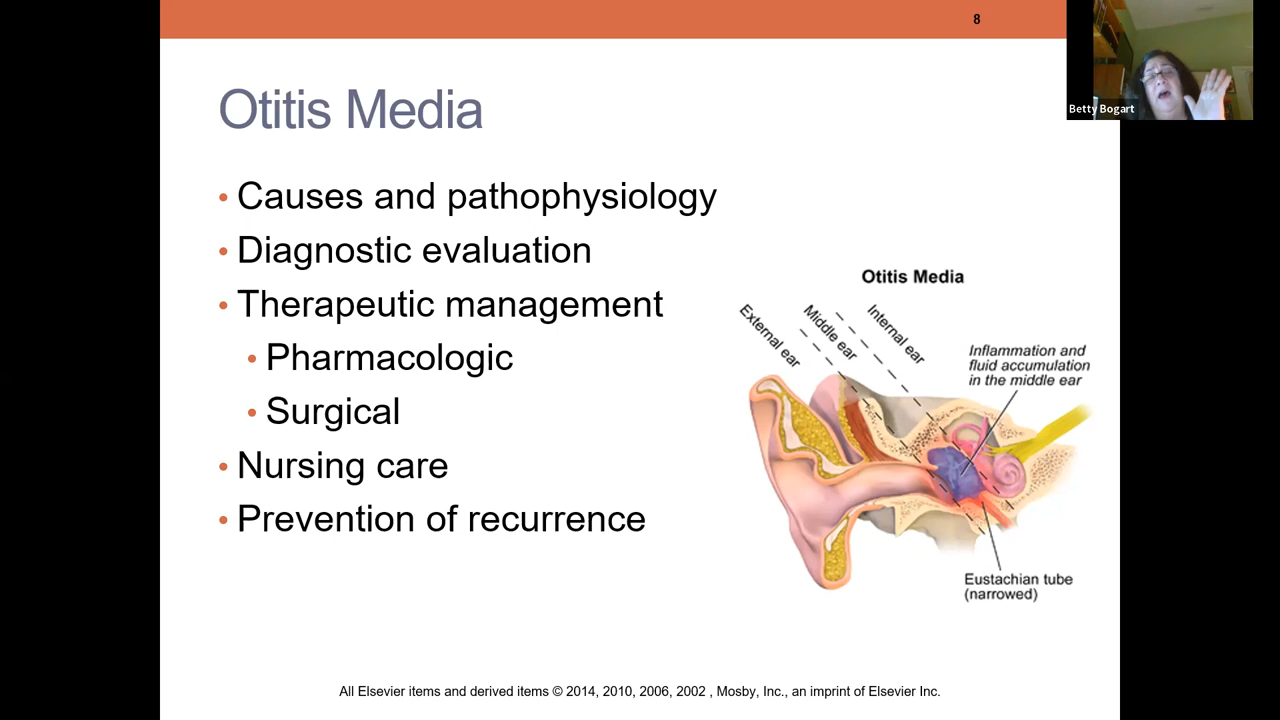 8
Betty Bogart
Otitis Media
• Causes and pathophysiology
• Diagnostic evaluation
• Therapeutic management
• Pharmacologic
• Surgical
• Nursing care
• Prevention of recurrence
Otitis Media
External ear
Middle ear
Internal ear
Inflammation and
fluid accumulation
in the middle ear
Eustachian tube
(narrowed)
All Elsevier items and derived items © 2014, 2010, 2006, 2002 , Mosby, Inc., an imprint of Elsevier Inc.